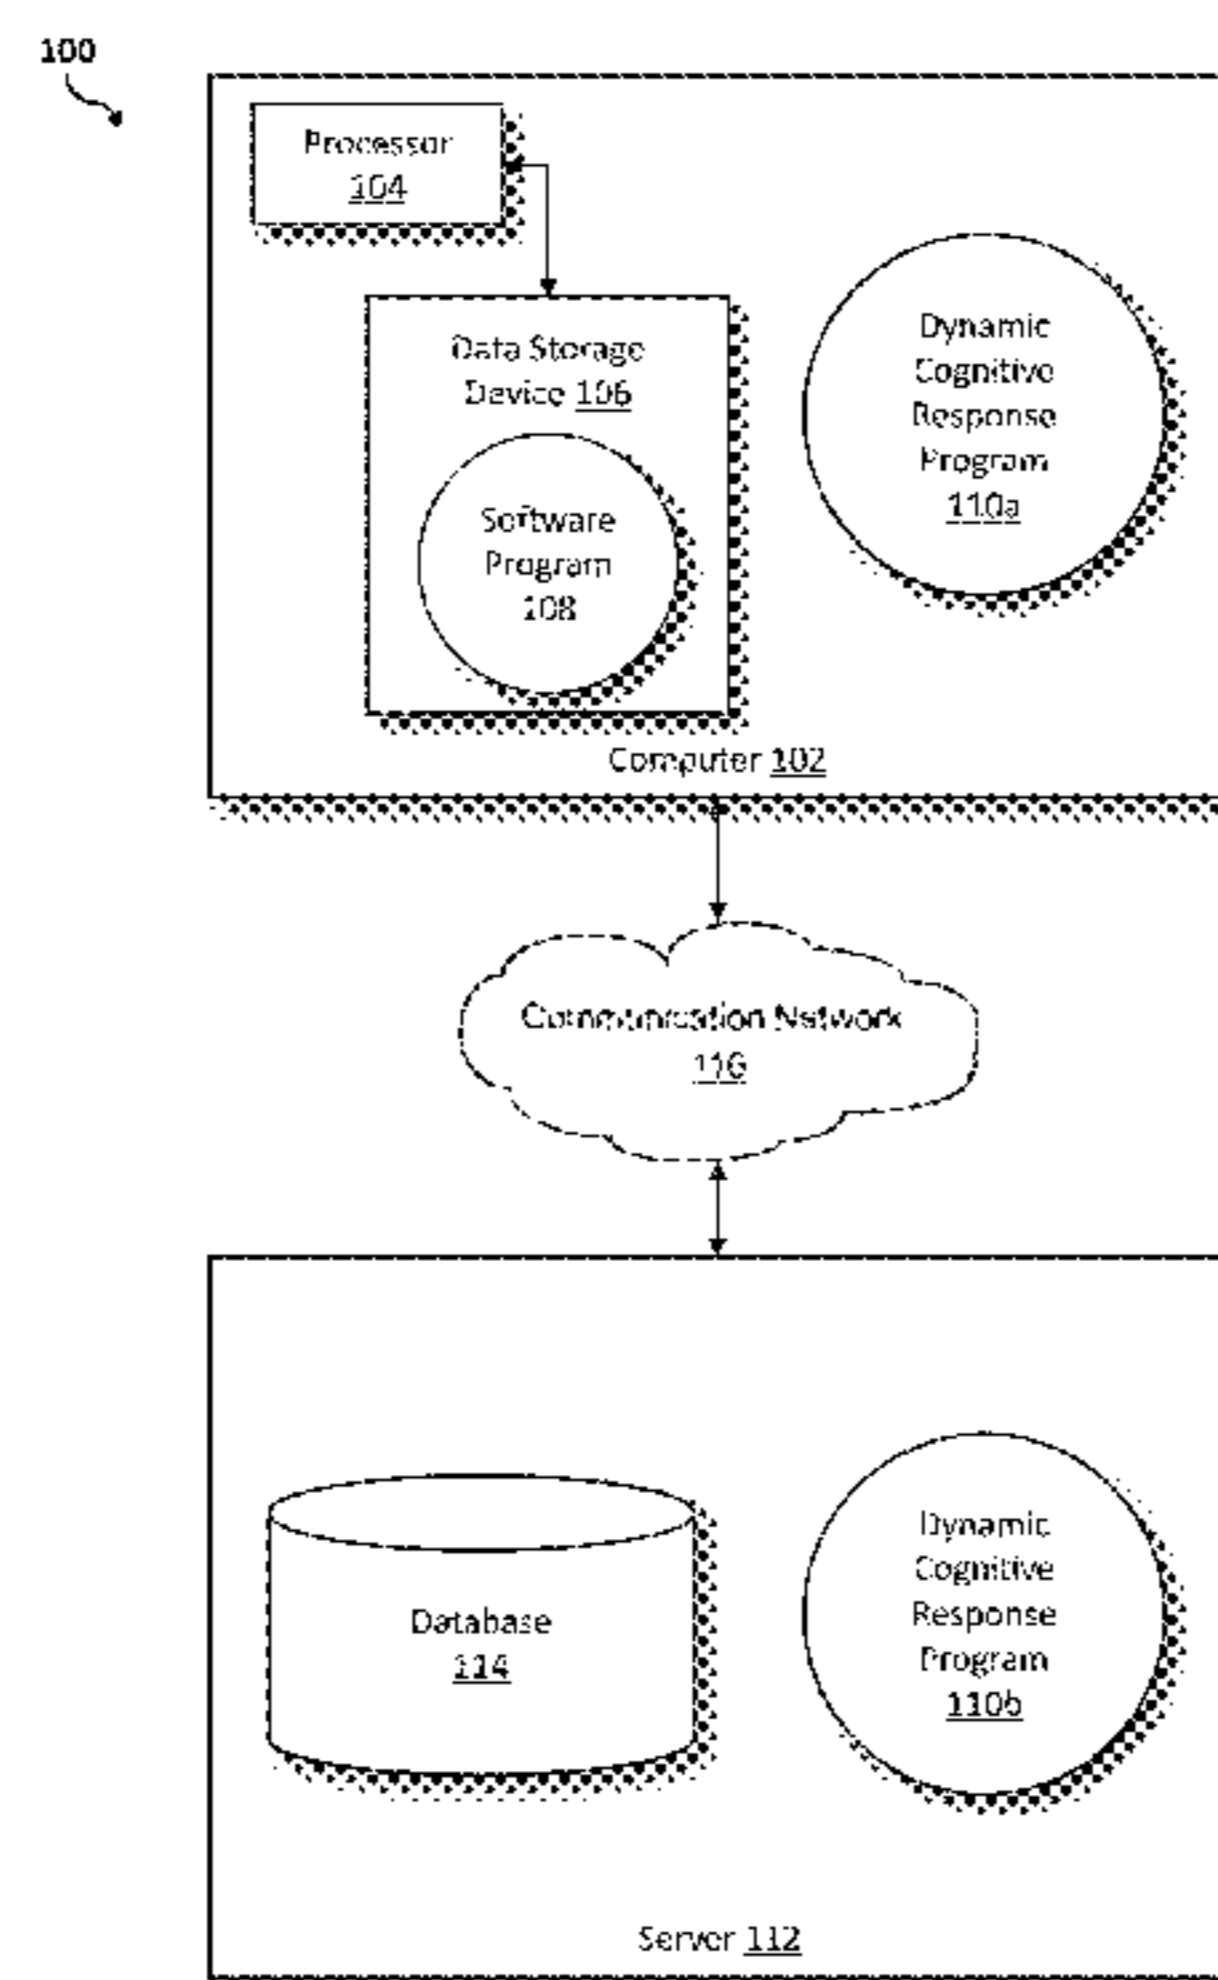 100
Processor
104
Data Storage
Device 106
Software
Program
108
Dynamic
Cognitive
Response
Program
110a
Computer 102
Communication Network
116
Database
114
Dynamic
Cognitive
Response
Program
110b
Server 112